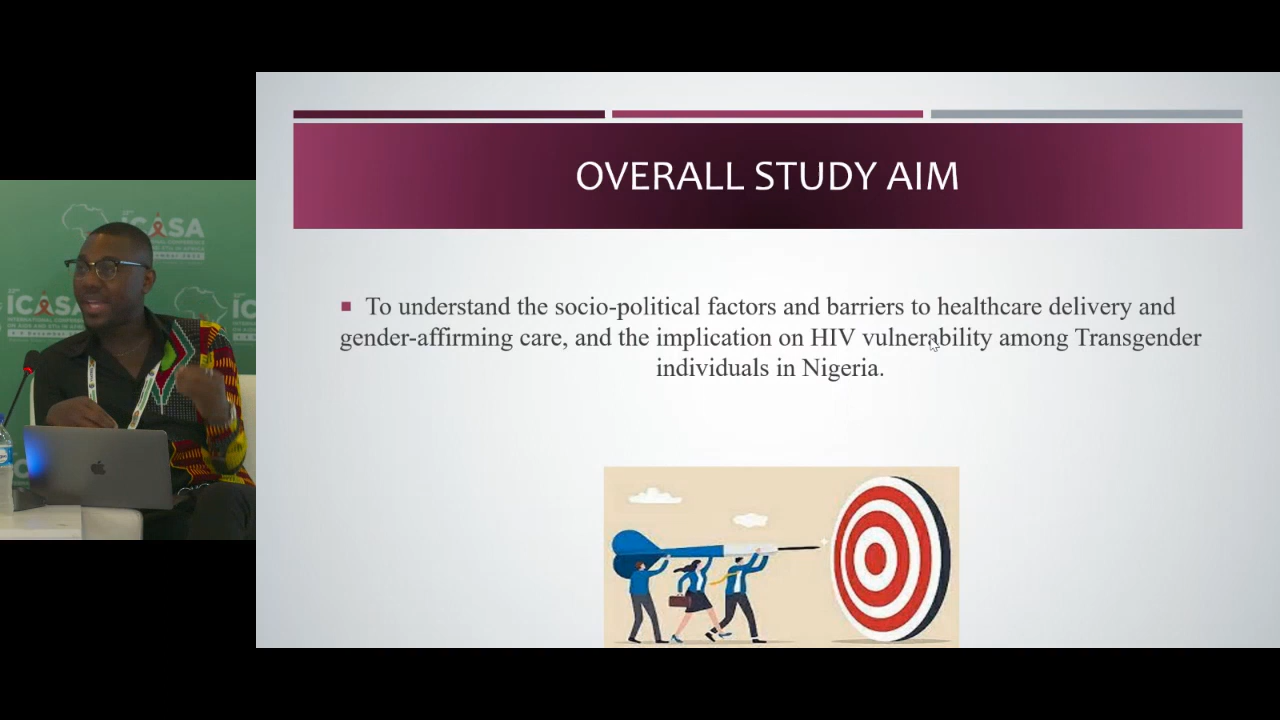 OVERALL STUDY AIM
To understand the socio-political factors and barriers to healthcare delivery and
gender-affirming care, and the implication on HIV vulnerability among Transgender
individuals in Nigeria.
ICASA
ICASA